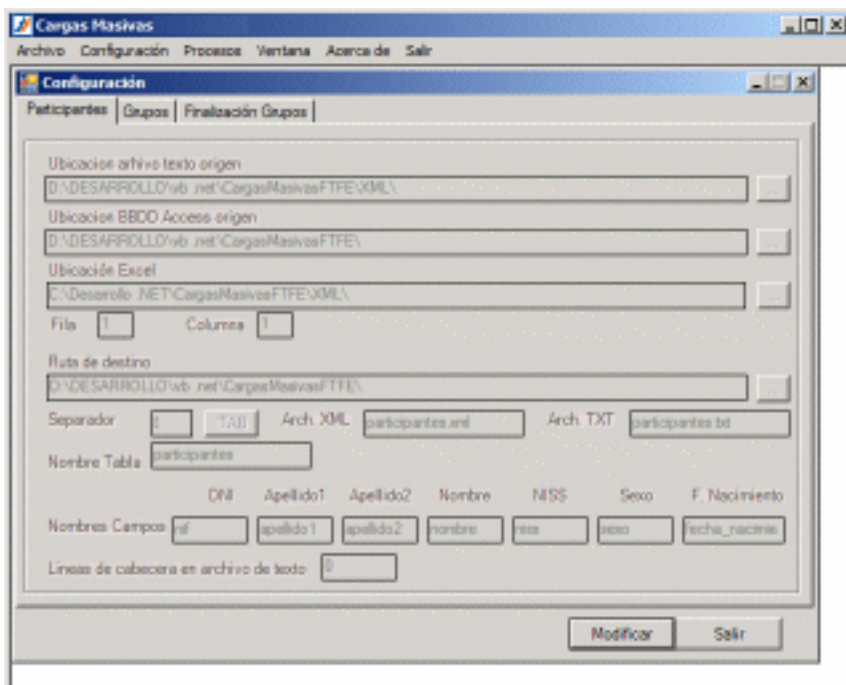 Cargas Masivas
Archivo Configuración Procesos Ventana Acerca de Salir
Configuración
Participantes Grupos Finalización Grupos
Ubicacion arhivo texto origen
D:\DESARROLLO\vb .net\CargasMasivasFTFE\XML\
...
Ubicacion BBDD Access origen
D:\DESARROLLO\vb .net\CargasMasivasFTFE\
...
Ubicación Excel
C:\Desarrollo .NET\CargasMasivasFTFE\XML\
...
Fila 1 Columna 1
Ruta de destino
D:\DESARROLLO\vb .net\CargasMasivasFTFE\
...
Separador TAB Arch. XML participantes.xml Arch. TXT participantes.txt
Nombre Tabla participantes
DNI Apellido1 Apellido2 Nombre NISS Sexo F. Nacimiento
Nombres Campos nif apellido1 apellido2 nombre niss sexo fecha_nacimie
Lineas de cabecera en archivo de texto 0
Modificar Salir